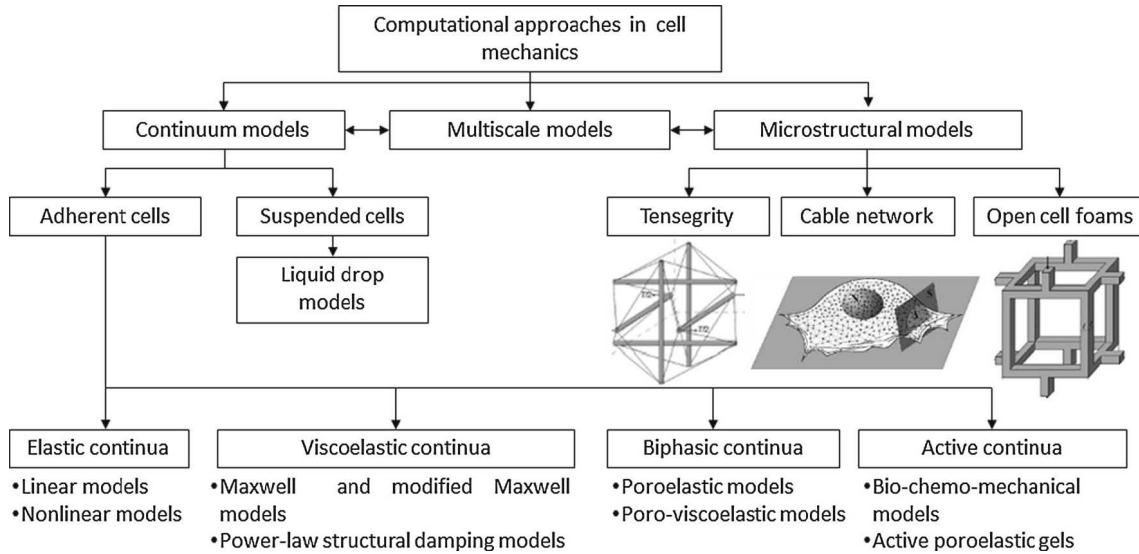 Computational approaches in cell
mechanics
Continuum models
Multiscale models
Microstructural models
Adherent cells
Suspended cells
Tensegrity
Cable network
Open cell foams
Liquid drop
models
Elastic continua
Viscoelastic continua
Biphasic continua
Active continua
•Linear models
•Nonlinear models
•Maxwell and modified Maxwell
models
•Power-law structural damping models
•Poroelastic models
•Poro-viscoelastic models
•Bio-chemo-mechanical
models
•Active poroelastic gels